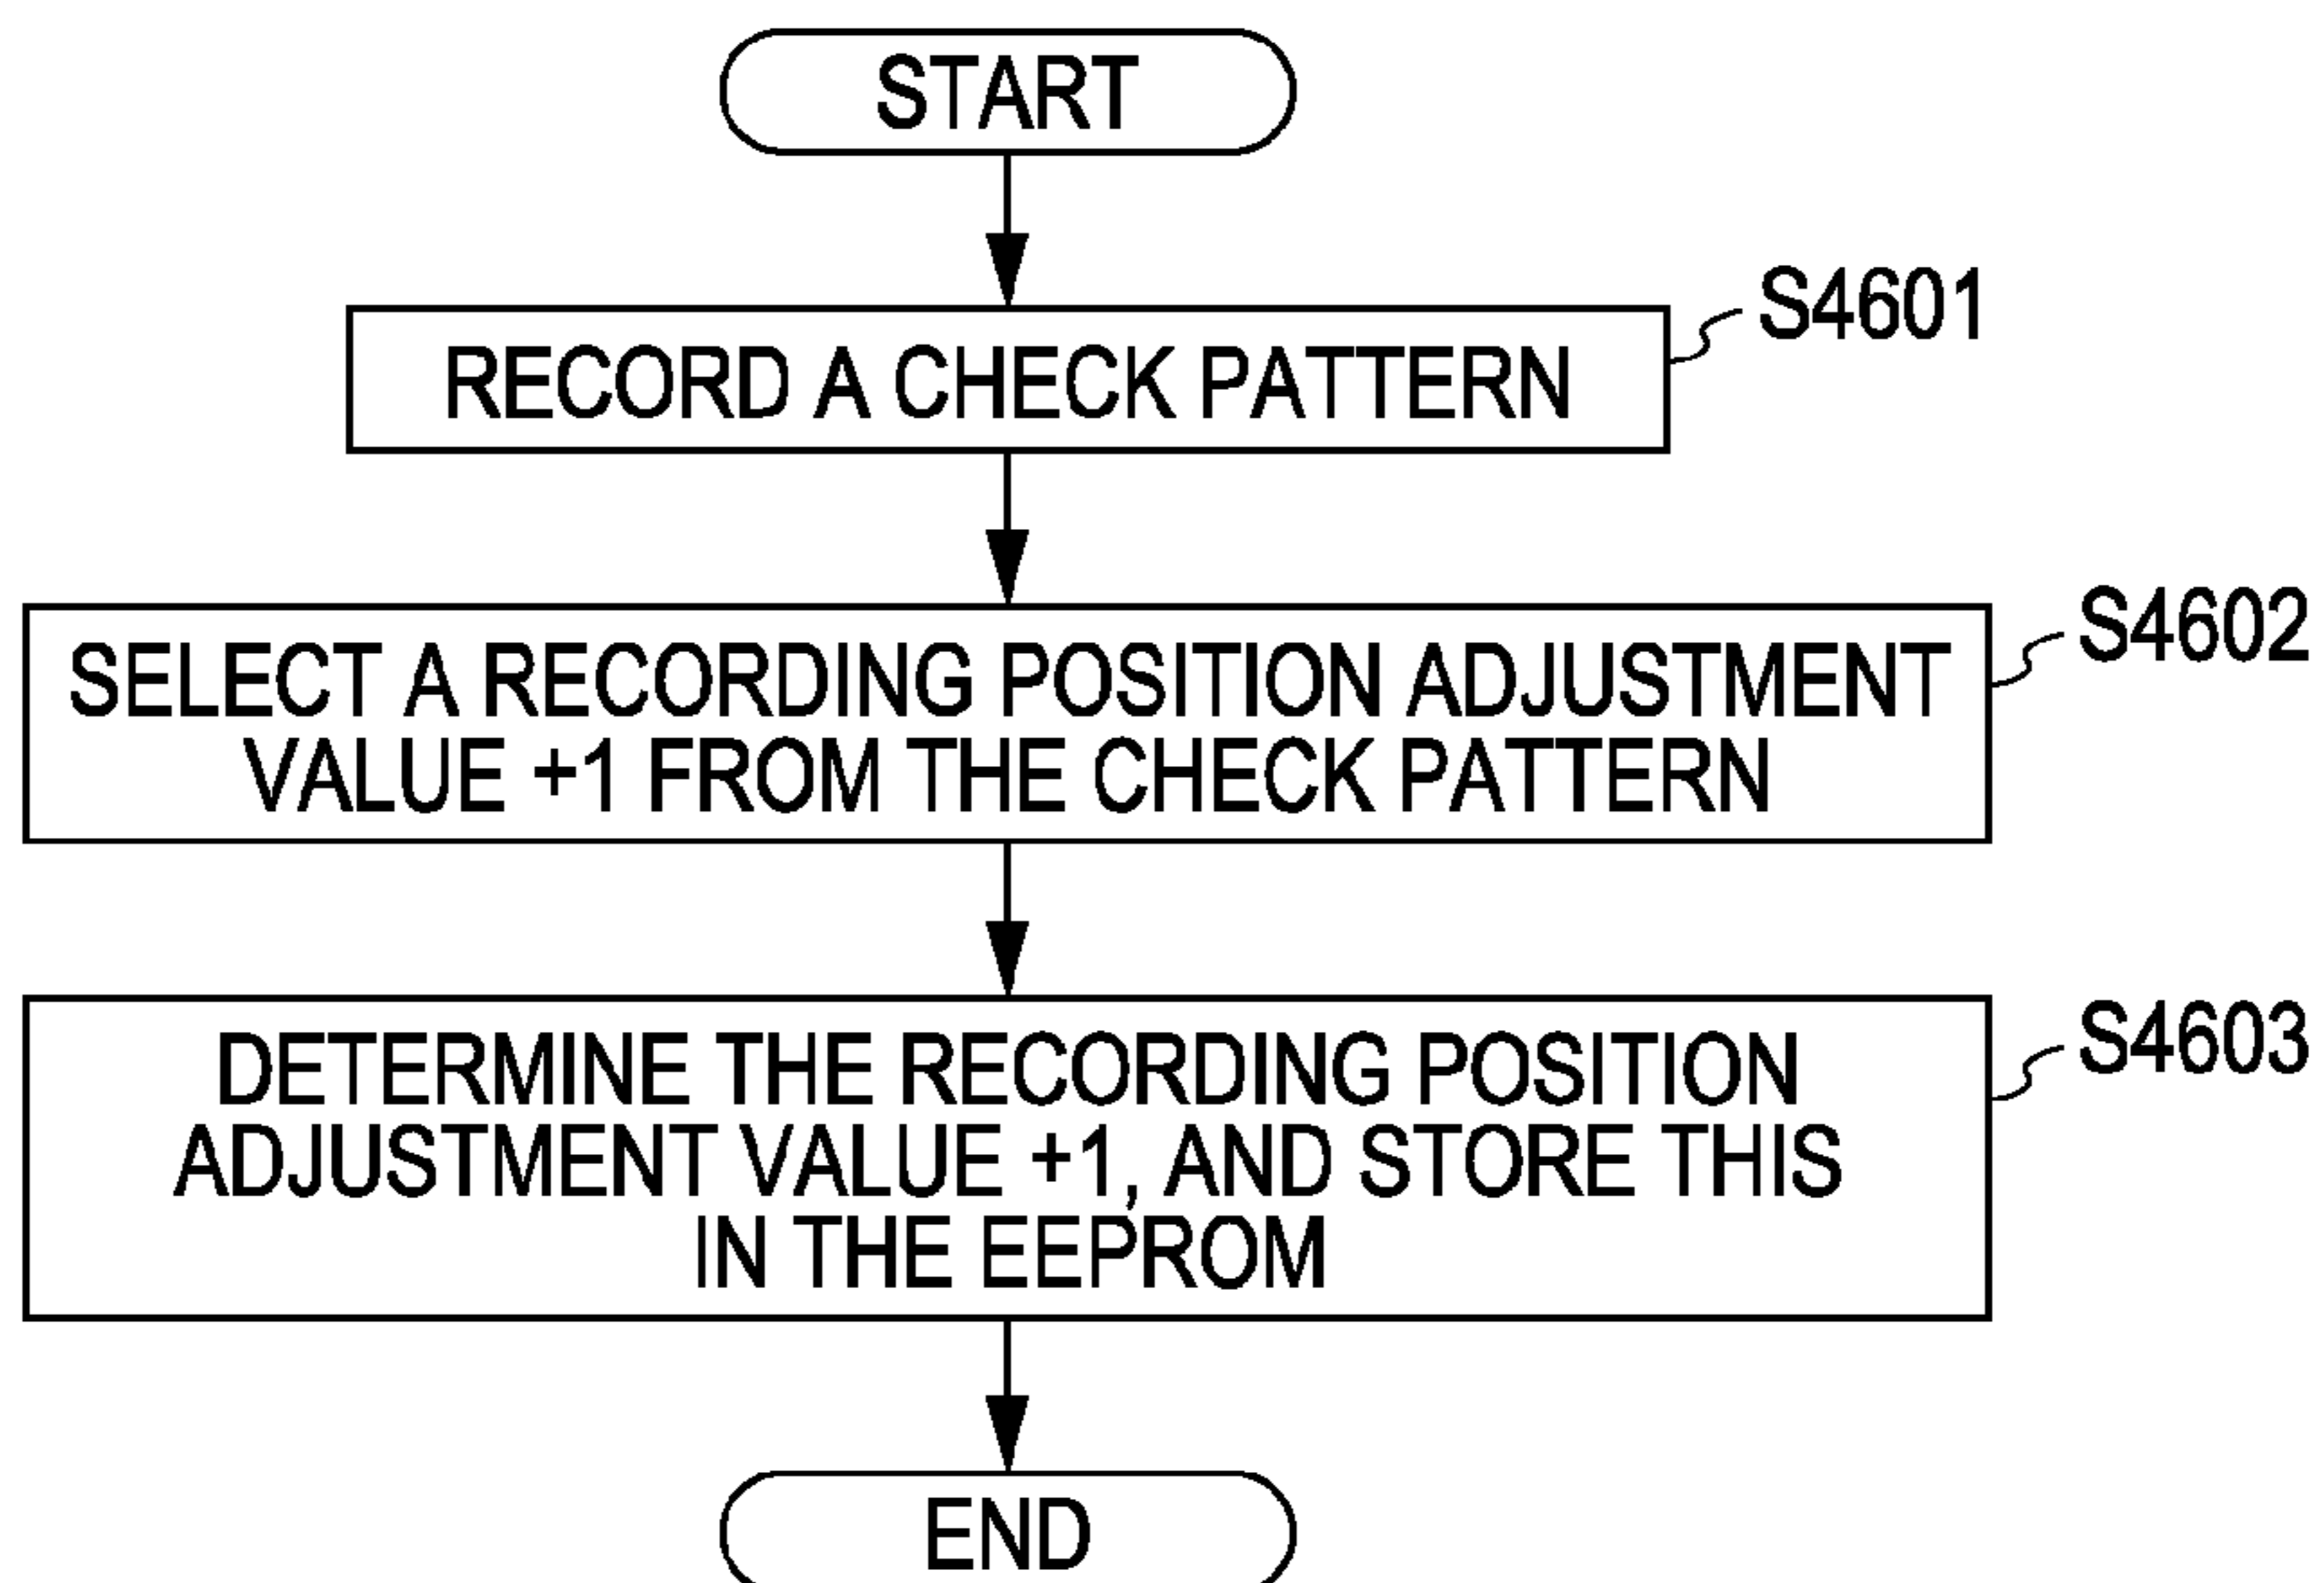 START
RECORD A CHECK PATTERN
S4601
SELECT A RECORDING POSITION ADJUSTMENT
VALUE +1 FROM THE CHECK PATTERN
S4602
DETERMINE THE RECORDING POSITION
ADJUSTMENT VALUE +1, AND STORE THIS
IN THE EEPROM
S4603
END